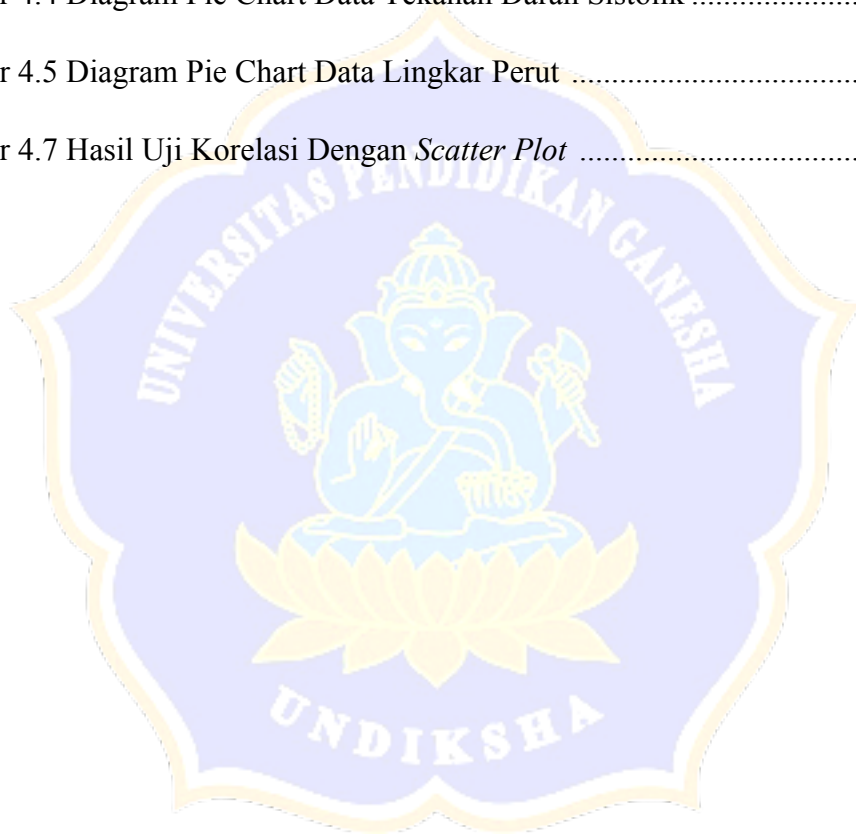 r 4.4 Diagram Pie Chart Data Tekanan Darah Sistolik ....................
r 4.5 Diagram Pie Chart Data Lingkar Perut .....................................
r 4.7 Hasil Uji Korelasi Dengan Scatter Plot ....................................
UNIVERSITAS PENDIDIKAN GANESHA
UNDIKSHA